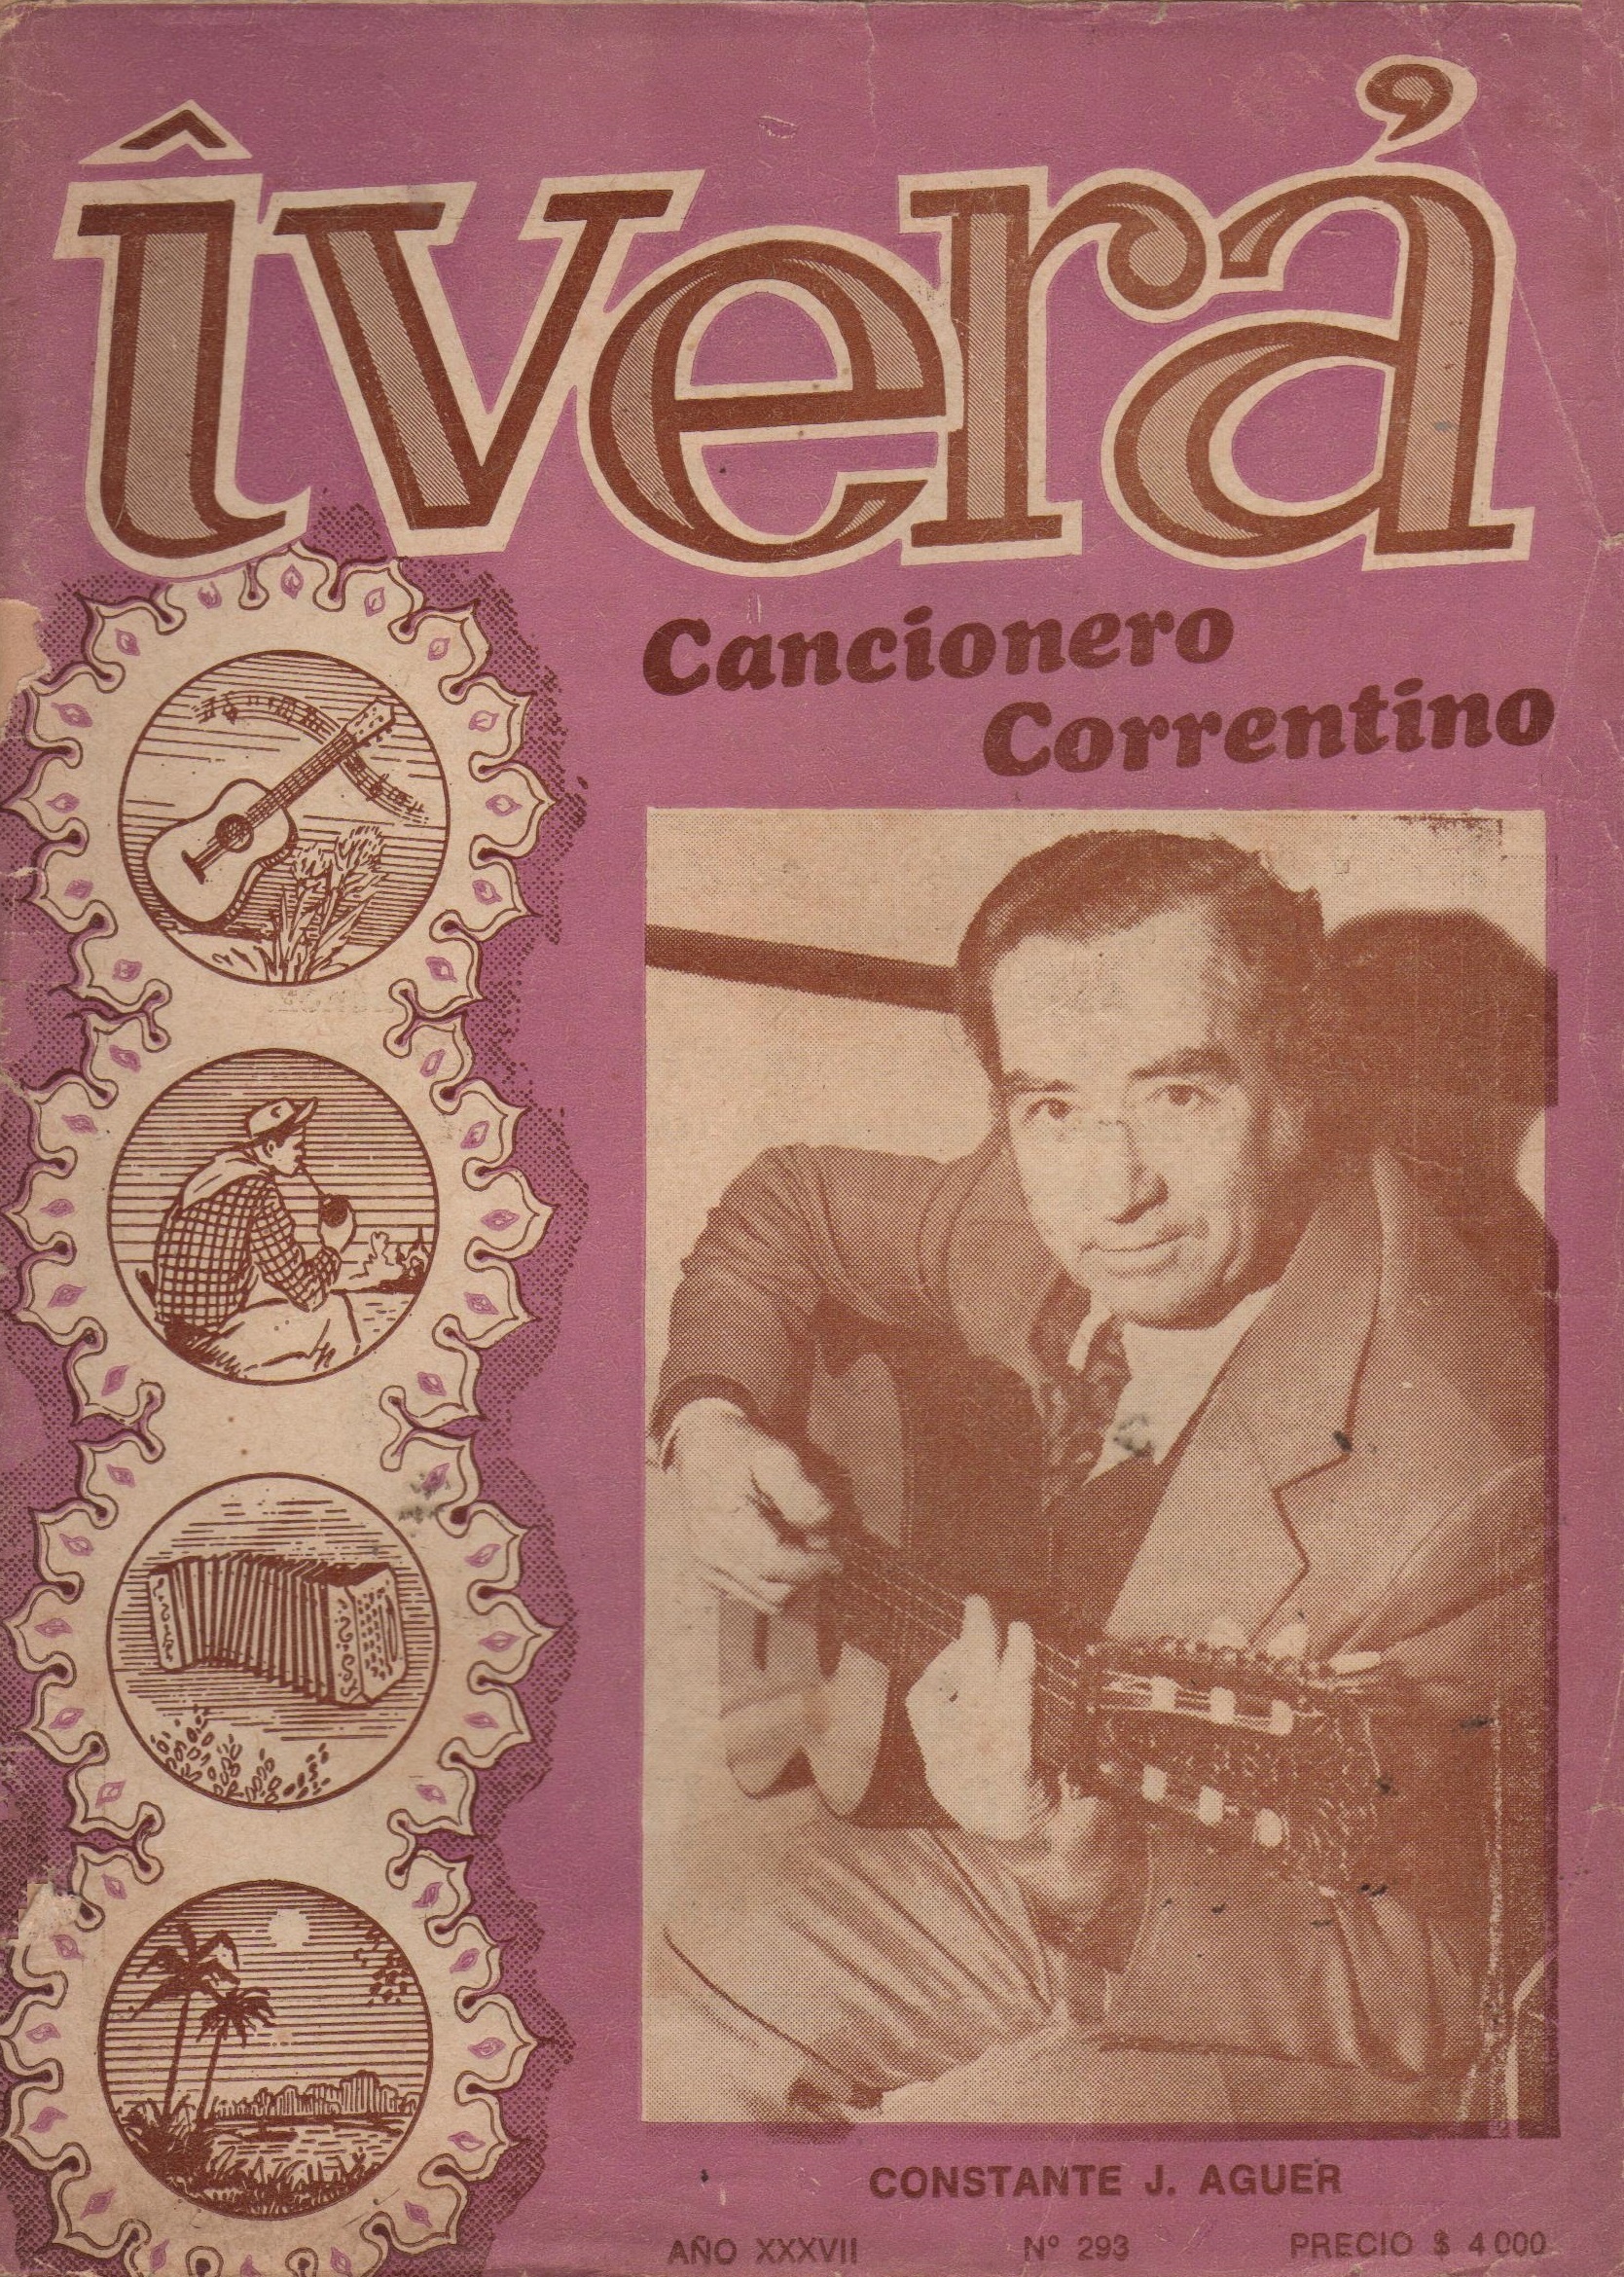 îverá
Cancionero
Correntino
CONSTANTE J. AGUER
AÑO XXXVII Nº 293 PRECIO $ 4000